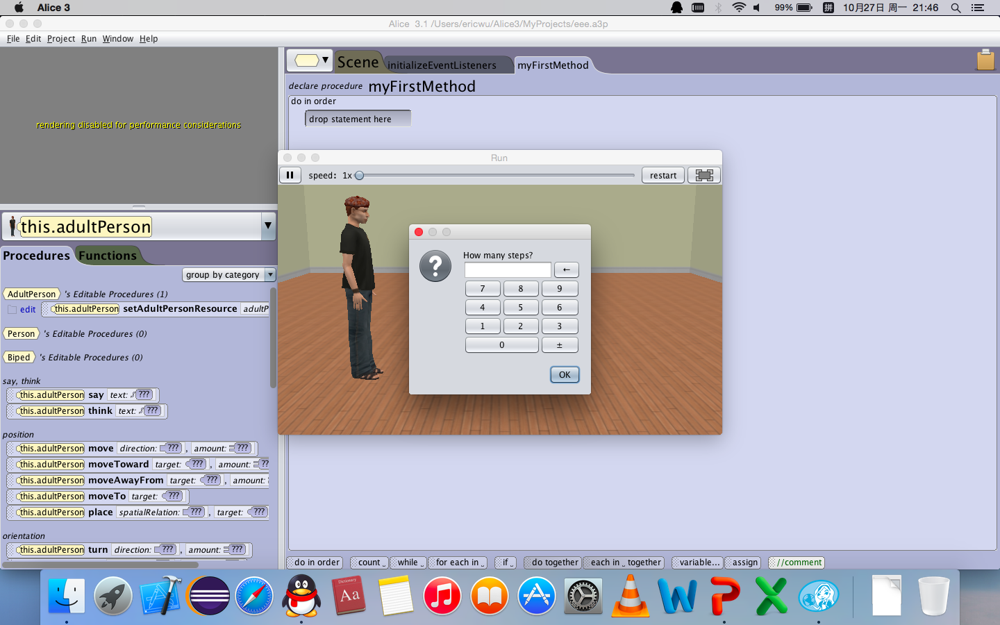 Alice 3
99%
拼
10月27日 周一 21:46
Alice 3.1 /Users/ericwu/Alice3/MyProjects/eee.a3p
File Edit Project Run Window Help
rendering disabled for performance considerations
Scene
initializeEventListeners
myFirstMethod
declare procedure myFirstMethod
do in order
drop statement here
Run
speed: 1x
restart
How many steps?
←
7 8 9
4 5 6
1 2 3
0 ±
OK
this.adultPerson
Procedures Functions
group by category
AdultPerson 's Editable Procedures (1)
edit this.adultPerson setAdultPersonResource adultP
Person 's Editable Procedures (0)
Biped 's Editable Procedures (0)
say, think
this.adultPerson say text: ???
this.adultPerson think text: ???
position
this.adultPerson move direction: ??? , amount: ???
this.adultPerson moveToward target: ??? , amount: ??
this.adultPerson moveAwayFrom target: ??? , amount:
this.adultPerson moveTo target: ???
this.adultPerson place spatialRelation: ??? , target: ???
orientation
this.adultPerson turn direction: ??? , amount: ???
do in order count while for each in if do together each in together variable... assign //comment
Dictionary
Aa